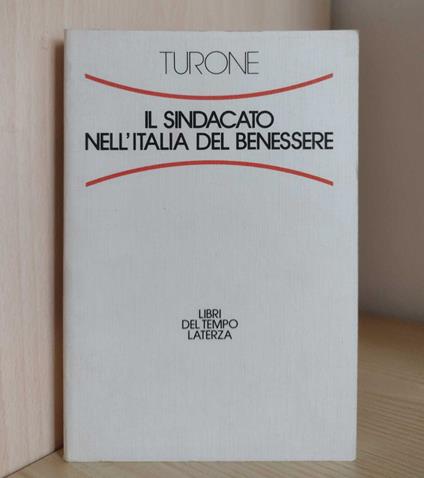 TURONE
IL SINDACATO
NELL'ITALIA DEL BENESSERE
LIBRI
DEL TEMPO
LATERZA